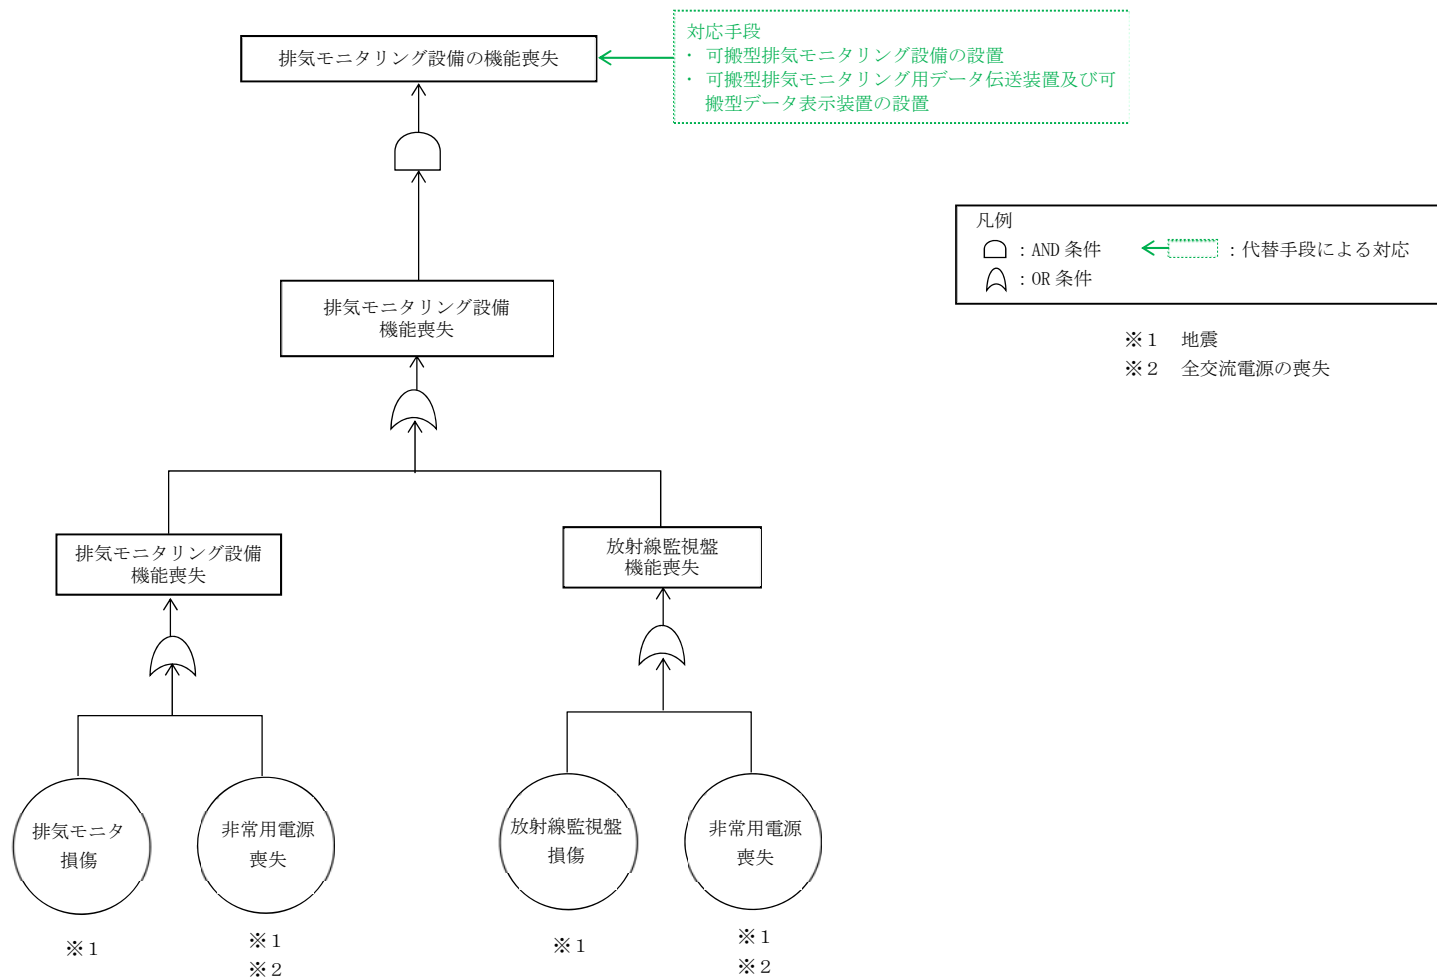 排気モニタリング設備の機能喪失
対応手段
・ 可搬型排気モニタリング設備の設置
・ 可搬型排気モニタリング用データ伝送装置及び可
搬型データ表示装置の設置
凡例
：AND 条件
：代替手段による対応
：OR 条件
※１ 地震
※２ 全交流電源の喪失
排気モニタリング設備
機能喪失
排気モニタリング設備
機能喪失
放射線監視盤
機能喪失
排気モニタ
損傷
非常用電源
喪失
放射線監視盤
損傷
非常用電源
喪失
※１
※１
※２
※１
※１
※２